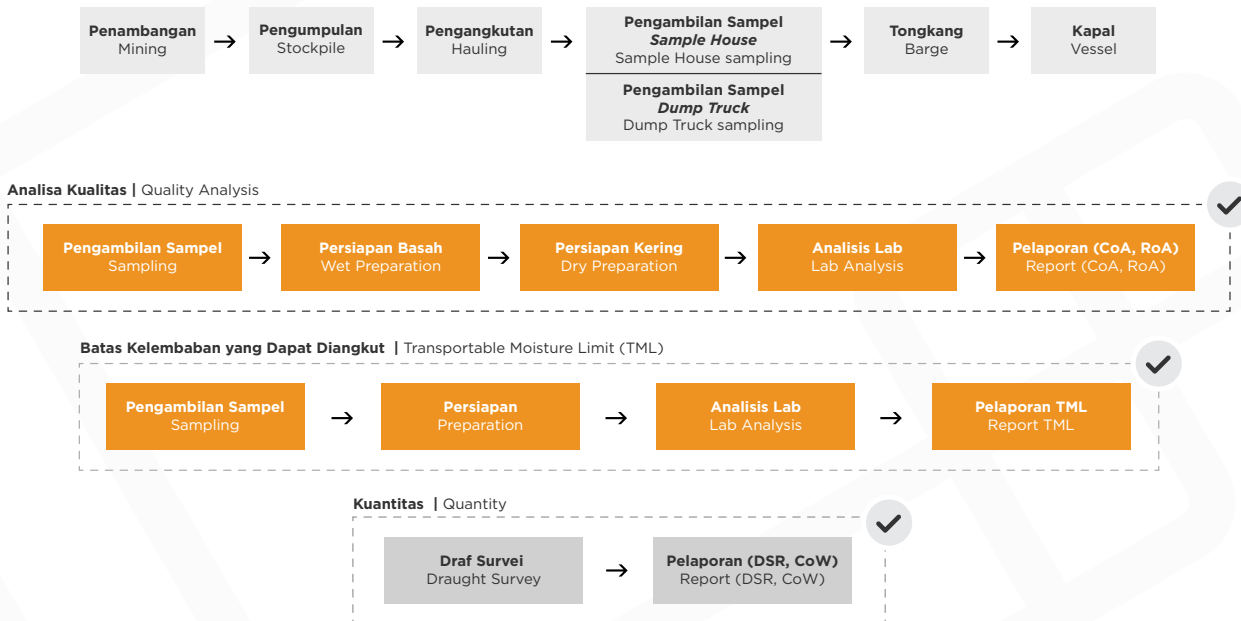 Penambangan
Mining
Pengumpulan
Stockpile
Pengangkutan
Hauling
Pengambilan Sampel
Sample House
Sample House sampling
Pengambilan Sampel
Dump Truck
Dump Truck sampling
Tongkang
Barge
Kapal
Vessel
Analisa Kualitas | Quality Analysis
Pengambilan Sampel
Sampling
Persiapan Basah
Wet Preparation
Persiapan Kering
Dry Preparation
Analisis Lab
Lab Analysis
Pelaporan (CoA, RoA)
Report (CoA, RoA)
Batas Kelembaban yang Dapat Diangkut | Transportable Moisture Limit (TML)
Pengambilan Sampel
Sampling
Persiapan
Preparation
Analisis Lab
Lab Analysis
Pelaporan TML
Report TML
Kuantitas | Quantity
Draf Survei
Draught Survey
Pelaporan (DSR, CoW)
Report (DSR, CoW)